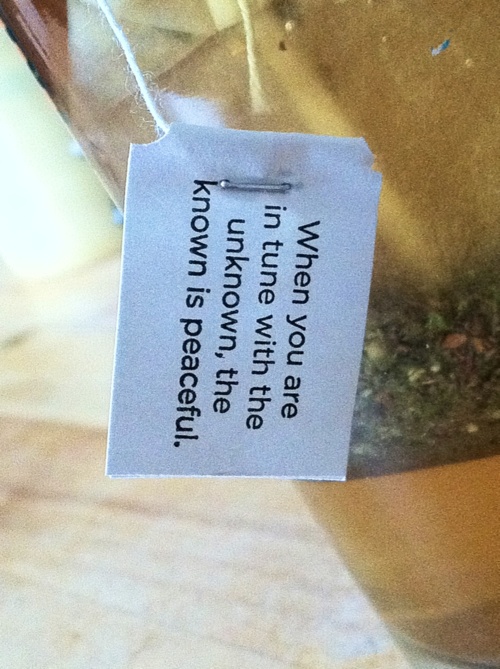 When you are
in tune with the
unknown, the
known is peaceful.